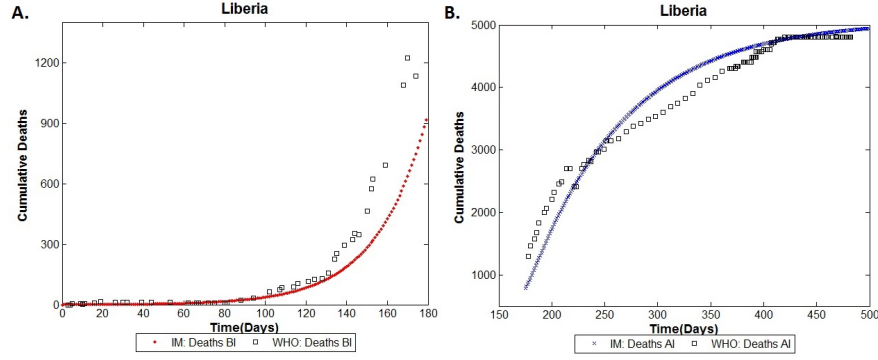 A.
Liberia
Cumulative Deaths
1200
900
600
300
0
0 20 40 60 80 100 120 140 160 180
Time(Days)
IM: Deaths BI WHO: Deaths BI
B.
Liberia
Cumulative Deaths
5000
4000
3000
2000
1000
150 200 250 300 350 400 450 500
Time(Days)
IM: Deaths AI WHO: Deaths AI